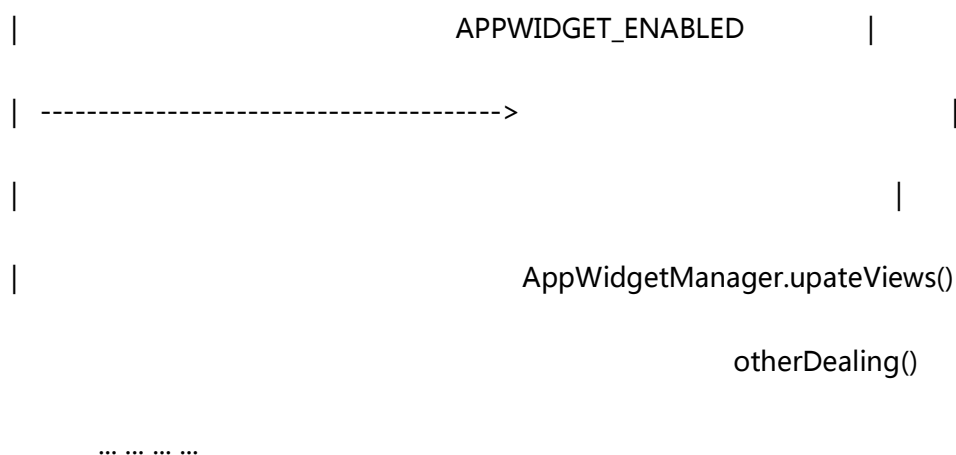 | APPWIDGET_ENABLED |
| ----------------------------------------> |
| |
| AppWidgetManager.upateViews()
otherDealing()
... ... ... ...